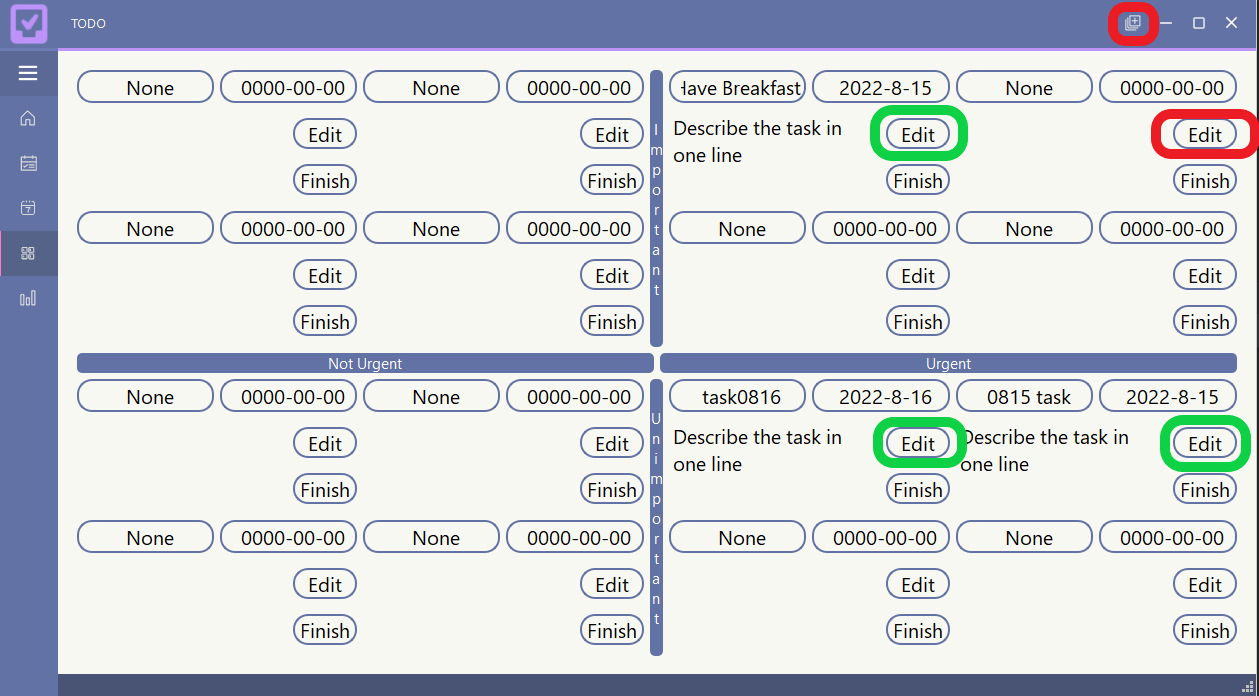 TODO
None 0000-00-00 None 0000-00-00
Edit Edit
Finish Finish
None 0000-00-00 None 0000-00-00
Edit Edit
Finish Finish
Important
Have Breakfast 2022-8-15 None 0000-00-00
Describe the task in Edit Edit
one line
Finish Finish
None 0000-00-00 None 0000-00-00
Edit Edit
Finish Finish
Not Urgent Urgent
None 0000-00-00 None 0000-00-00
Edit Edit
Finish Finish
None 0000-00-00 None 0000-00-00
Edit Edit
Finish Finish
Unimportant
task0816 2022-8-16 0815 task 2022-8-15
Describe the task in Edit Describe the task in Edit
one line one line
Finish Finish
None 0000-00-00 None 0000-00-00
Edit Edit
Finish Finish